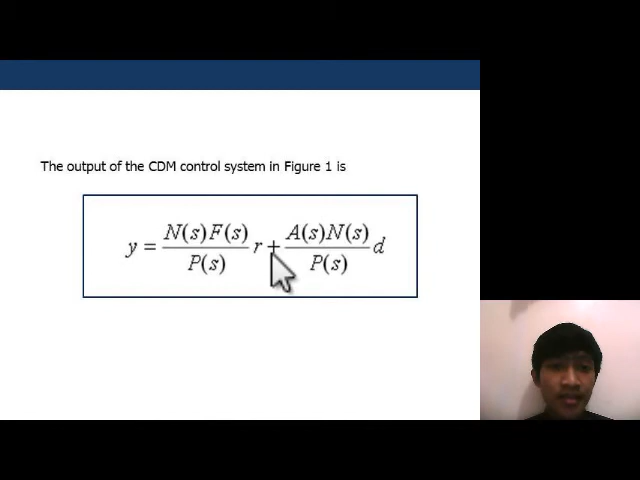 The output of the CDM control system in Figure 1 is
y = N(s)F(s)/P(s) r + A(s)N(s)/P(s) d